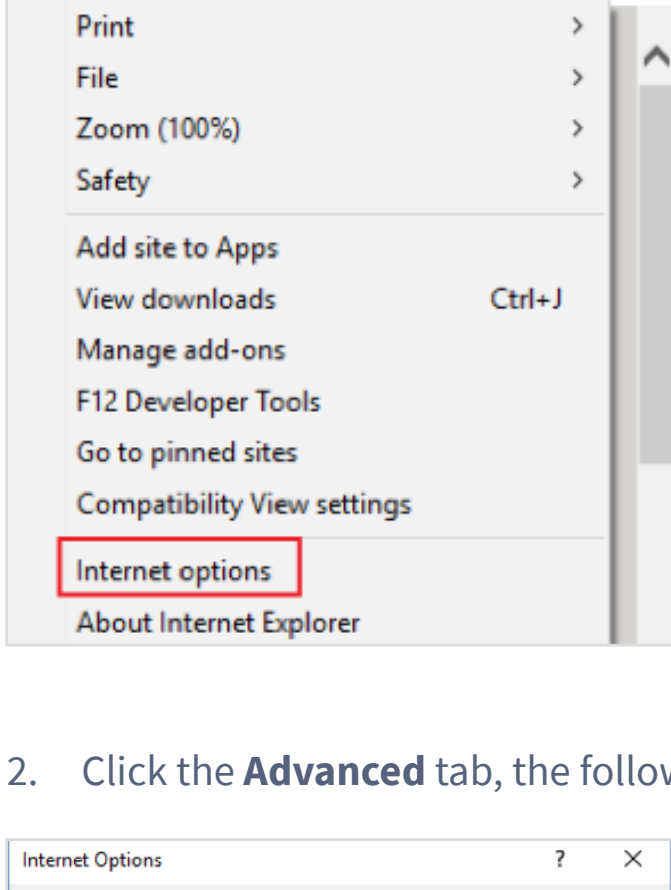 Print
File
Zoom (100%)
Safety
Add site to Apps
View downloads Ctrl+J
Manage add-ons
F12 Developer Tools
Go to pinned sites
Compatibility View settings
Internet options
About Internet Explorer
2. Click the Advanced tab, the follow
Internet Options ?